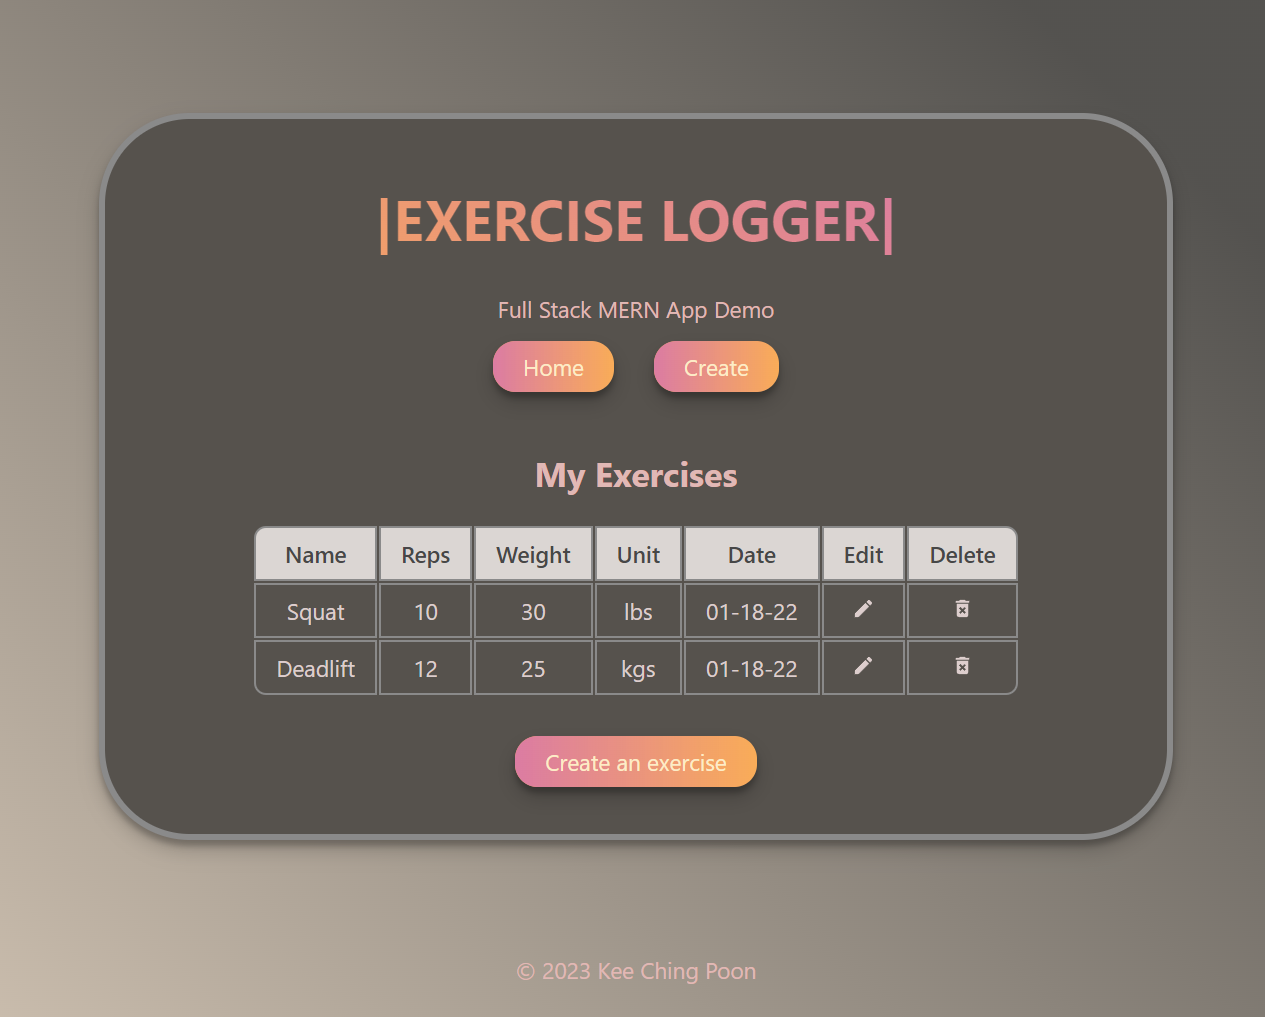 |EXERCISE LOGGER|
Full Stack MERN App Demo
Home Create
My Exercises
Name Reps Weight Unit Date Edit Delete
Squat 10 30 lbs 01-18-22
Deadlift 12 25 kgs 01-18-22
Create an exercise
© 2023 Kee Ching Poon